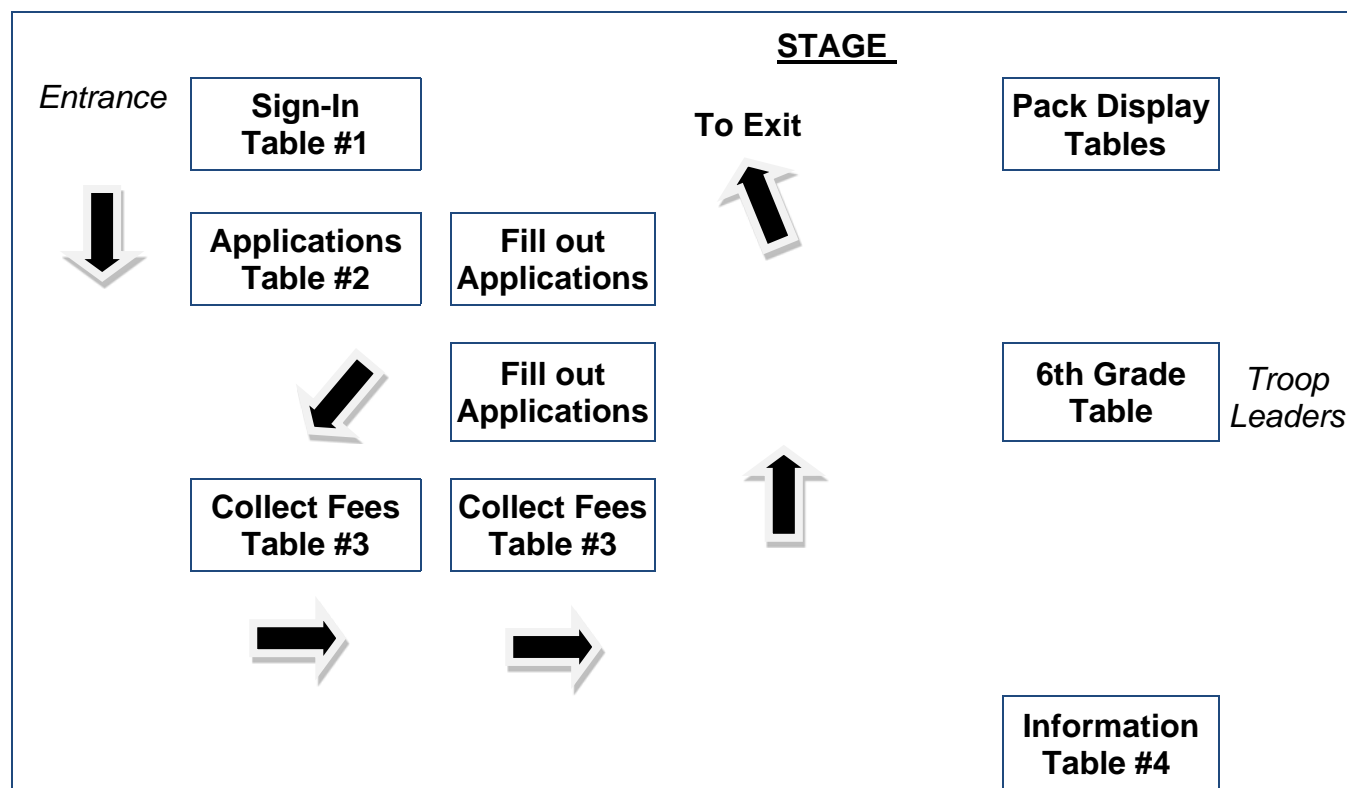 STAGE
Entrance
Sign-In
Table #1
To Exit
Pack Display
Tables
Applications
Table #2
Fill out
Applications
Fill out
Applications
6th Grade
Table
Troop
Leaders
Collect Fees
Table #3
Collect Fees
Table #3
Information
Table #4